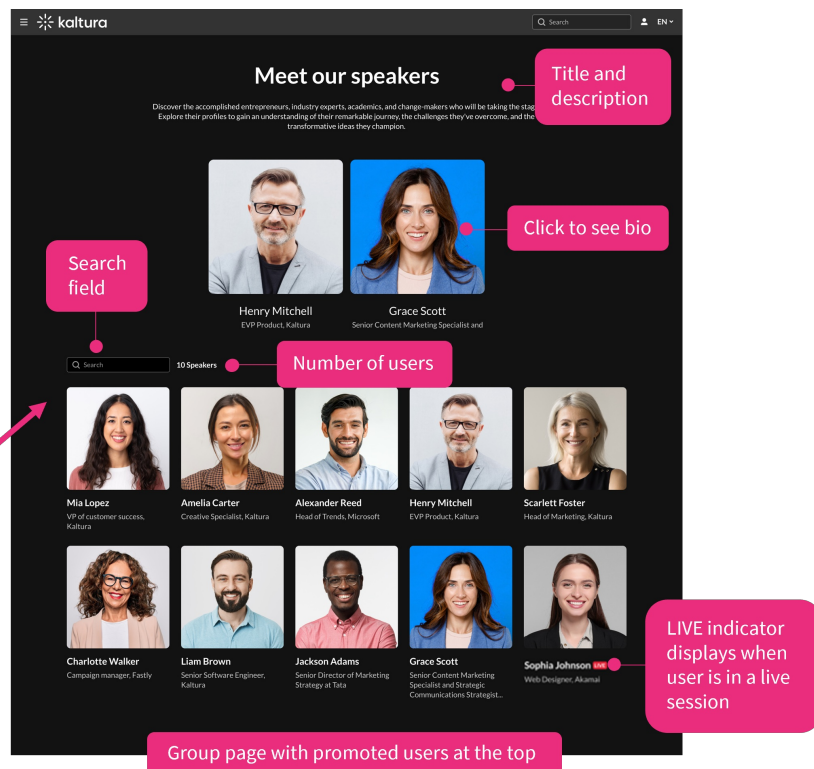 kaltura
Search
EN
Meet our speakers
Title and
description
Discover the accomplished entrepreneurs, industry experts, academics, and change-makers who will be taking the stag
Explore their profiles to gain an understanding of their remarkable journey, the challenges they've overcome, and the
transformative ideas they champion.
Click to see bio
Search
field
Henry Mitchell
EVP Product, Kaltura
Grace Scott
Senior Content Marketing Specialist and
Search
10 Speakers
Number of users
Mia Lopez
VP of customer success,
Kaltura
Amelia Carter
Creative Specialist, Kaltura
Alexander Reed
Head of Trends, Microsoft
Henry Mitchell
EVP Product, Kaltura
Scarlett Foster
Head of Marketing, Kaltura
Charlotte Walker
Campaign manager, Fastly
Liam Brown
Senior Software Engineer,
Kaltura
Jackson Adams
Senior Director of Marketing
Strategy at Tata
Grace Scott
Senior Content Marketing
Specialist and Strategic
Communications Strategist...
Sophia Johnson LIVE
Web Designer, Akamai
LIVE indicator
displays when
user is in a live
session
Group page with promoted users at the top